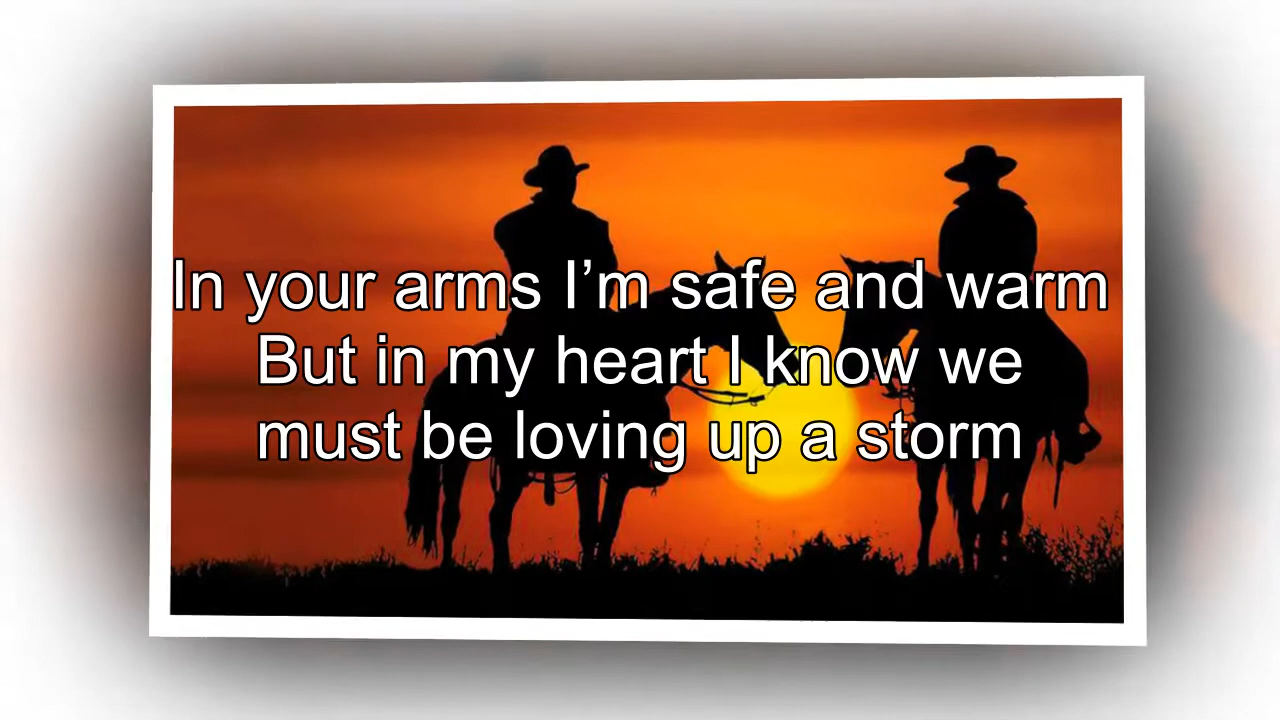 In your arms I’m safe and warm
But in my heart I know we
must be loving up a storm